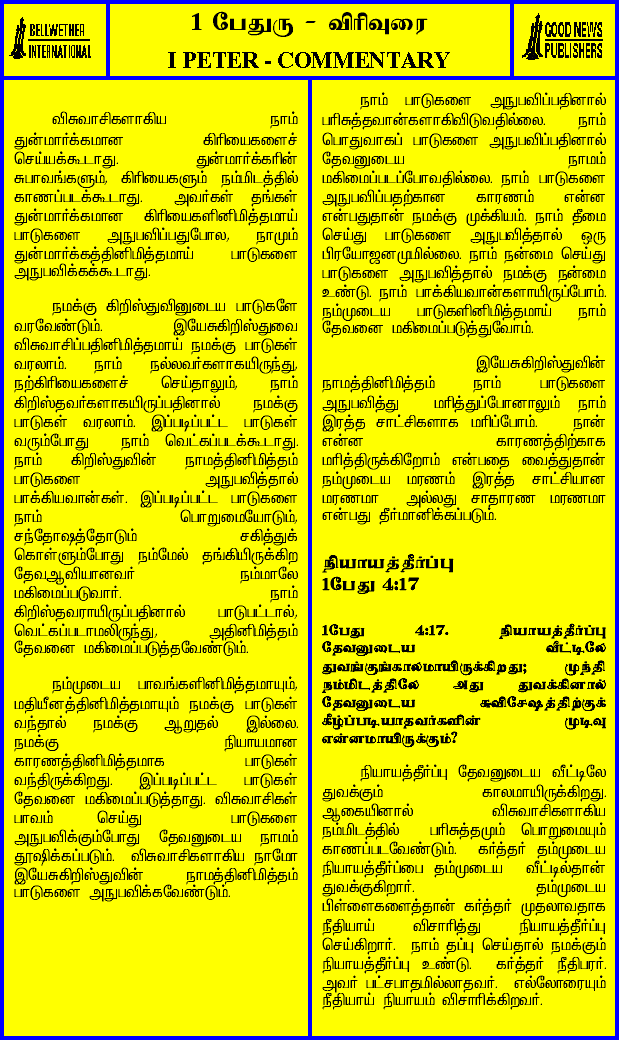 BELLWETHER
INTERNATIONAL
1 பேதுரு - விரிவுரை
I PETER - COMMENTARY
GOOD NEWS
PUBLISHERS
விசுவாசிகளாகிய நாம்
துன்மார்க்கமான கிரியைகளைச்
செய்யக்கூடாது. துன்மார்க்கரின்
சுபாவங்களும், கிரியைகளும் நம்மிடத்தில்
காணப்படக்கூடாது. அவர்கள் தங்கள்
துன்மார்க்கமான கிரியைகளினிமித்தமாய்
பாடுகளை அநுபவிப்பதுபோல, நாமும்
துன்மார்க்கத்தினிமித்தமாய் பாடுகளை
அநுபவிக்கக்கூடாது.
நமக்கு கிறிஸ்துவினுடைய பாடுகளே
வரவேண்டும். இயேசுகிறிஸ்துவை
விசுவாசிப்பதினிமித்தமாய் நமக்கு பாடுகள்
வரலாம். நாம் நல்லவர்களாகயிருந்து,
நற்கிரியைகளைச் செய்தாலும், நாம்
கிறிஸ்தவர்களாகயிருப்பதினால் நமக்கு
பாடுகள் வரலாம். இப்படிப்பட்ட பாடுகள்
வரும்போது நாம் வெட்கப்படக்கூடாது.
நாம் கிறிஸ்துவின் நாமத்தினிமித்தம்
பாடுகளை அநுபவித்தால்
பாக்கியவான்கள். இப்படிப்பட்ட பாடுகளை
நாம் பொறுமையோடும்,
சந்தோஷத்தோடும் சகித்துக்
கொள்ளும்போது நம்மேல் தங்கியிருக்கிற
தேவஆவியானவர் நம்மாலே
மகிமைப்படுவார். நாம்
கிறிஸ்தவராயிருப்பதினால் பாடுபட்டால்,
வெட்கப்படாமலிருந்து, அதினிமித்தம்
தேவனை மகிமைப்படுத்தவேண்டும்.
நம்முடைய பாவங்களினிமித்தமாயும்,
மதியீனத்தினிமித்தமாயும் நமக்கு பாடுகள்
வந்தால் நமக்கு ஆறுதல் இல்லை.
நமக்கு நியாயமான
காரணத்தினிமித்தமாக பாடுகள்
வந்திருக்கிறது. இப்படிப்பட்ட பாடுகள்
தேவனை மகிமைப்படுத்தாது. விசுவாசிகள்
பாவம் செய்து பாடுகளை
அநுபவிக்கும்போது தேவனுடைய நாமம்
தூஷிக்கப்படும். விசுவாசிகளாகிய நாமோ
இயேசுகிறிஸ்துவின் நாமத்தினிமித்தம்
பாடுகளை அநுபவிக்கவேண்டும்.
நாம் பாடுகளை அநுபவிப்பதினால்
பரிசுத்தவான்களாகிவிடுவதில்லை. நாம்
பொதுவாகப் பாடுகளை அநுபவிப்பதினால்
தேவனுடைய நாமம்
மகிமைப்படப்போவதில்லை. நாம் பாடுகளை
அநுபவிப்பதற்கான காரணம் என்ன
என்பதுதான் நமக்கு முக்கியம். நாம் தீமை
செய்து பாடுகளை அநுபவித்தால் ஒரு
பிரயோஜனமுமில்லை. நாம் நன்மை செய்து
பாடுகளை அநுபவித்தால் நமக்கு நன்மை
உண்டு. நாம் பாக்கியவான்களாயிருப்போம்.
நம்முடைய பாடுகளினிமித்தமாய் நாம்
தேவனை மகிமைப்படுத்துவோம்.
இயேசுகிறிஸ்துவின்
நாமத்தினிமித்தம் நாம் பாடுகளை
அநுபவித்து மரித்துப்போனாலும் நாம்
இரத்த சாட்சிகளாக மரிப்போம். நான்
என்ன காரணத்திற்காக
மரித்திருக்கிறோம் என்பதை வைத்துதான்
நம்முடைய மரணம் இரத்த சாட்சியான
மரணமா அல்லது சாதாரண மரணமா
என்பது தீர்மானிக்கப்படும்.
நியாயத்தீர்ப்பு
1பேது 4:17
1பேது 4:17. நியாயத்தீர்ப்பு
தேவனுடைய வீட்டிலே
துவங்குங்காலமாயிருக்கிறது; முந்தி
நம்மிடத்திலே அது துவக்கினால்
தேவனுடைய சுவிசேஷத்திற்குக்
கீழ்ப்படியாதவர்களின் முடிவு
என்னமாயிருக்கும்?
நியாயத்தீர்ப்பு தேவனுடைய வீட்டிலே
துவக்கும் காலமாயிருக்கிறது.
ஆகையினால் விசுவாசிகளாகிய
நம்மிடத்தில் பரிசுத்தமும் பொறுமையும்
காணப்படவேண்டும். கர்த்தர் தம்முடைய
நியாயத்தீர்ப்பை தம்முடைய வீட்டில்தான்
துவக்குகிறார். தம்முடைய
பிள்ளைகளைத்தான் கர்த்தர் முதலாவதாக
நீதியாய் விசாரித்து நியாயத்தீர்ப்பு
செய்கிறார். நாம் தப்பு செய்தால் நமக்கும்
நியாயத்தீர்ப்பு உண்டு. கர்த்தர் நீதிபரர்.
அவர் பட்சபாதமில்லாதவர். எல்லோரையும்
நீதியாய் நியாயம் விசாரிக்கிறவர்.